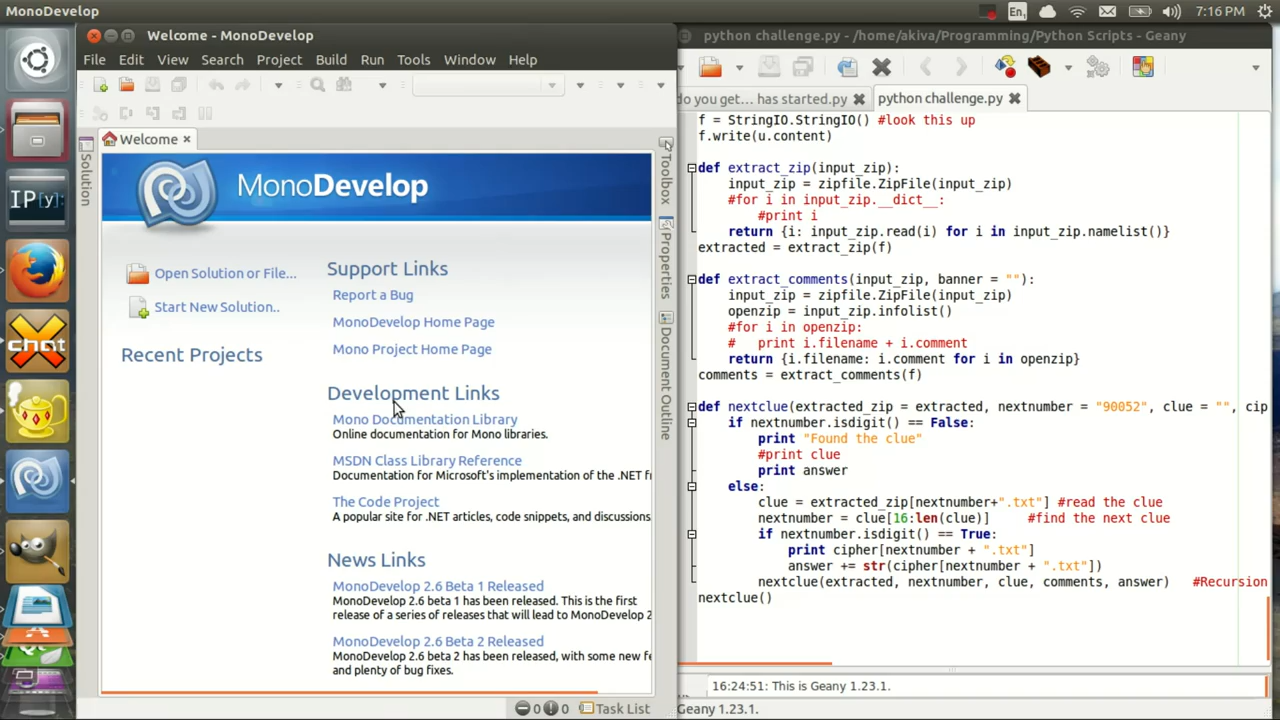 MonoDevelop
En1
7:16 PM
Welcome - MonoDevelop
File Edit View Search Project Build Run Tools Window Help
Solution
Welcome
MonoDevelop
Open Solution or File...
Start New Solution..
Recent Projects
Support Links
Report a Bug
MonoDevelop Home Page
Mono Project Home Page
Development Links
Mono Documentation Library
Online documentation for Mono libraries.
MSDN Class Library Reference
Documentation for Microsoft's implementation of the .NET
The Code Project
A popular site for .NET articles, code snippets, and discussions
News Links
MonoDevelop 2.6 Beta 1 Released
MonoDevelop 2.6 beta 1 has been released. This is the first
release of a series of releases that will lead to MonoDevelop 2
MonoDevelop 2.6 Beta 2 Released
MonoDevelop 2.6 beta 2 has been released, with some new
and plenty of bug fixes.
Toolbox
Properties
Document Outline
0 0 Task List
IP[y]:
chat
python challenge.py - /home/akiva/Programming/Python Scripts - Geany
do you get... has started.py
python challenge.py
f = StringIO.StringIO() #look this up
f.write(u.content)
def extract_zip(input_zip):
input_zip = zipfile.ZipFile(input_zip)
#for i in input_zip.__dict__:
#print i
return {i: input_zip.read(i) for i in input_zip.namelist()}
extracted = extract_zip(f)
def extract_comments(input_zip, banner = ""):
input_zip = zipfile.ZipFile(input_zip)
openzip = input_zip.infolist()
#for i in openzip:
# print i.filename + i.comment
return {i.filename: i.comment for i in openzip}
comments = extract_comments(f)
def nextclue(extracted_zip = extracted, nextnumber = "90052", clue = "", cip
if nextnumber.isdigit() == False:
print "Found the clue"
#print clue
print answer
else:
clue = extracted_zip[nextnumber+".txt"] #read the clue
nextnumber = clue[16:len(clue)] #find the next clue
if nextnumber.isdigit() == True:
print cipher[nextnumber + ".txt"]
answer += str(cipher[nextnumber + ".txt"])
nextclue(extracted, nextnumber, clue, comments, answer) #Recursion
nextclue()
16:24:51: This is Geany 1.23.1.
Geany 1.23.1.